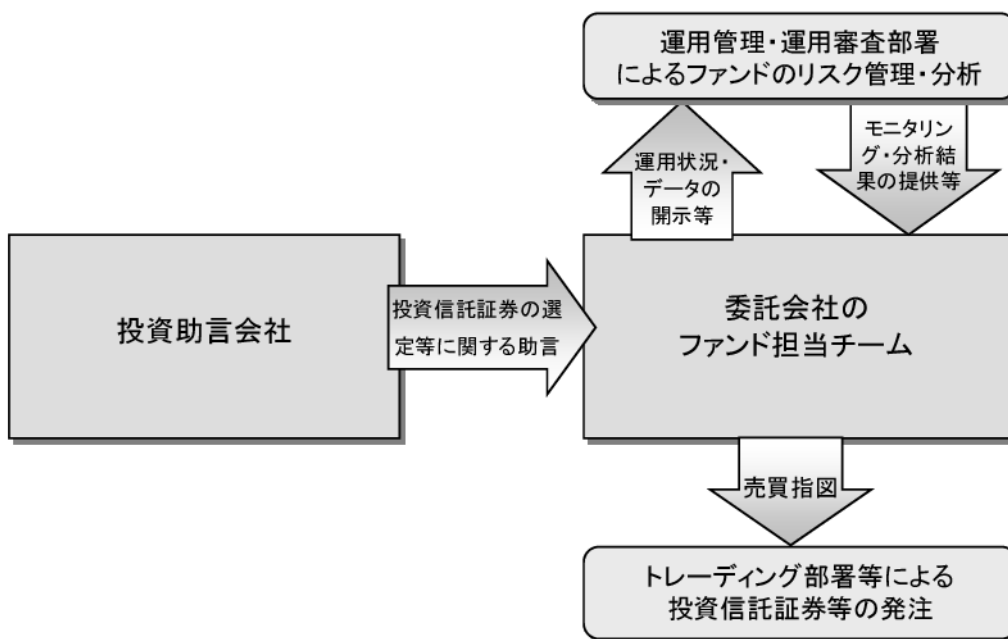 運用管理・運用審査部署
によるファンドのリスク管理・分析
運用状況・
データの
開示等
モニタリン
グ・分析結
果の提供等
投資助言会社
投資信託証券の選
定等に関する助言
委託会社の
ファンド担当チーム
売買指図
トレーディング部署等による
投資信託証券等の発注